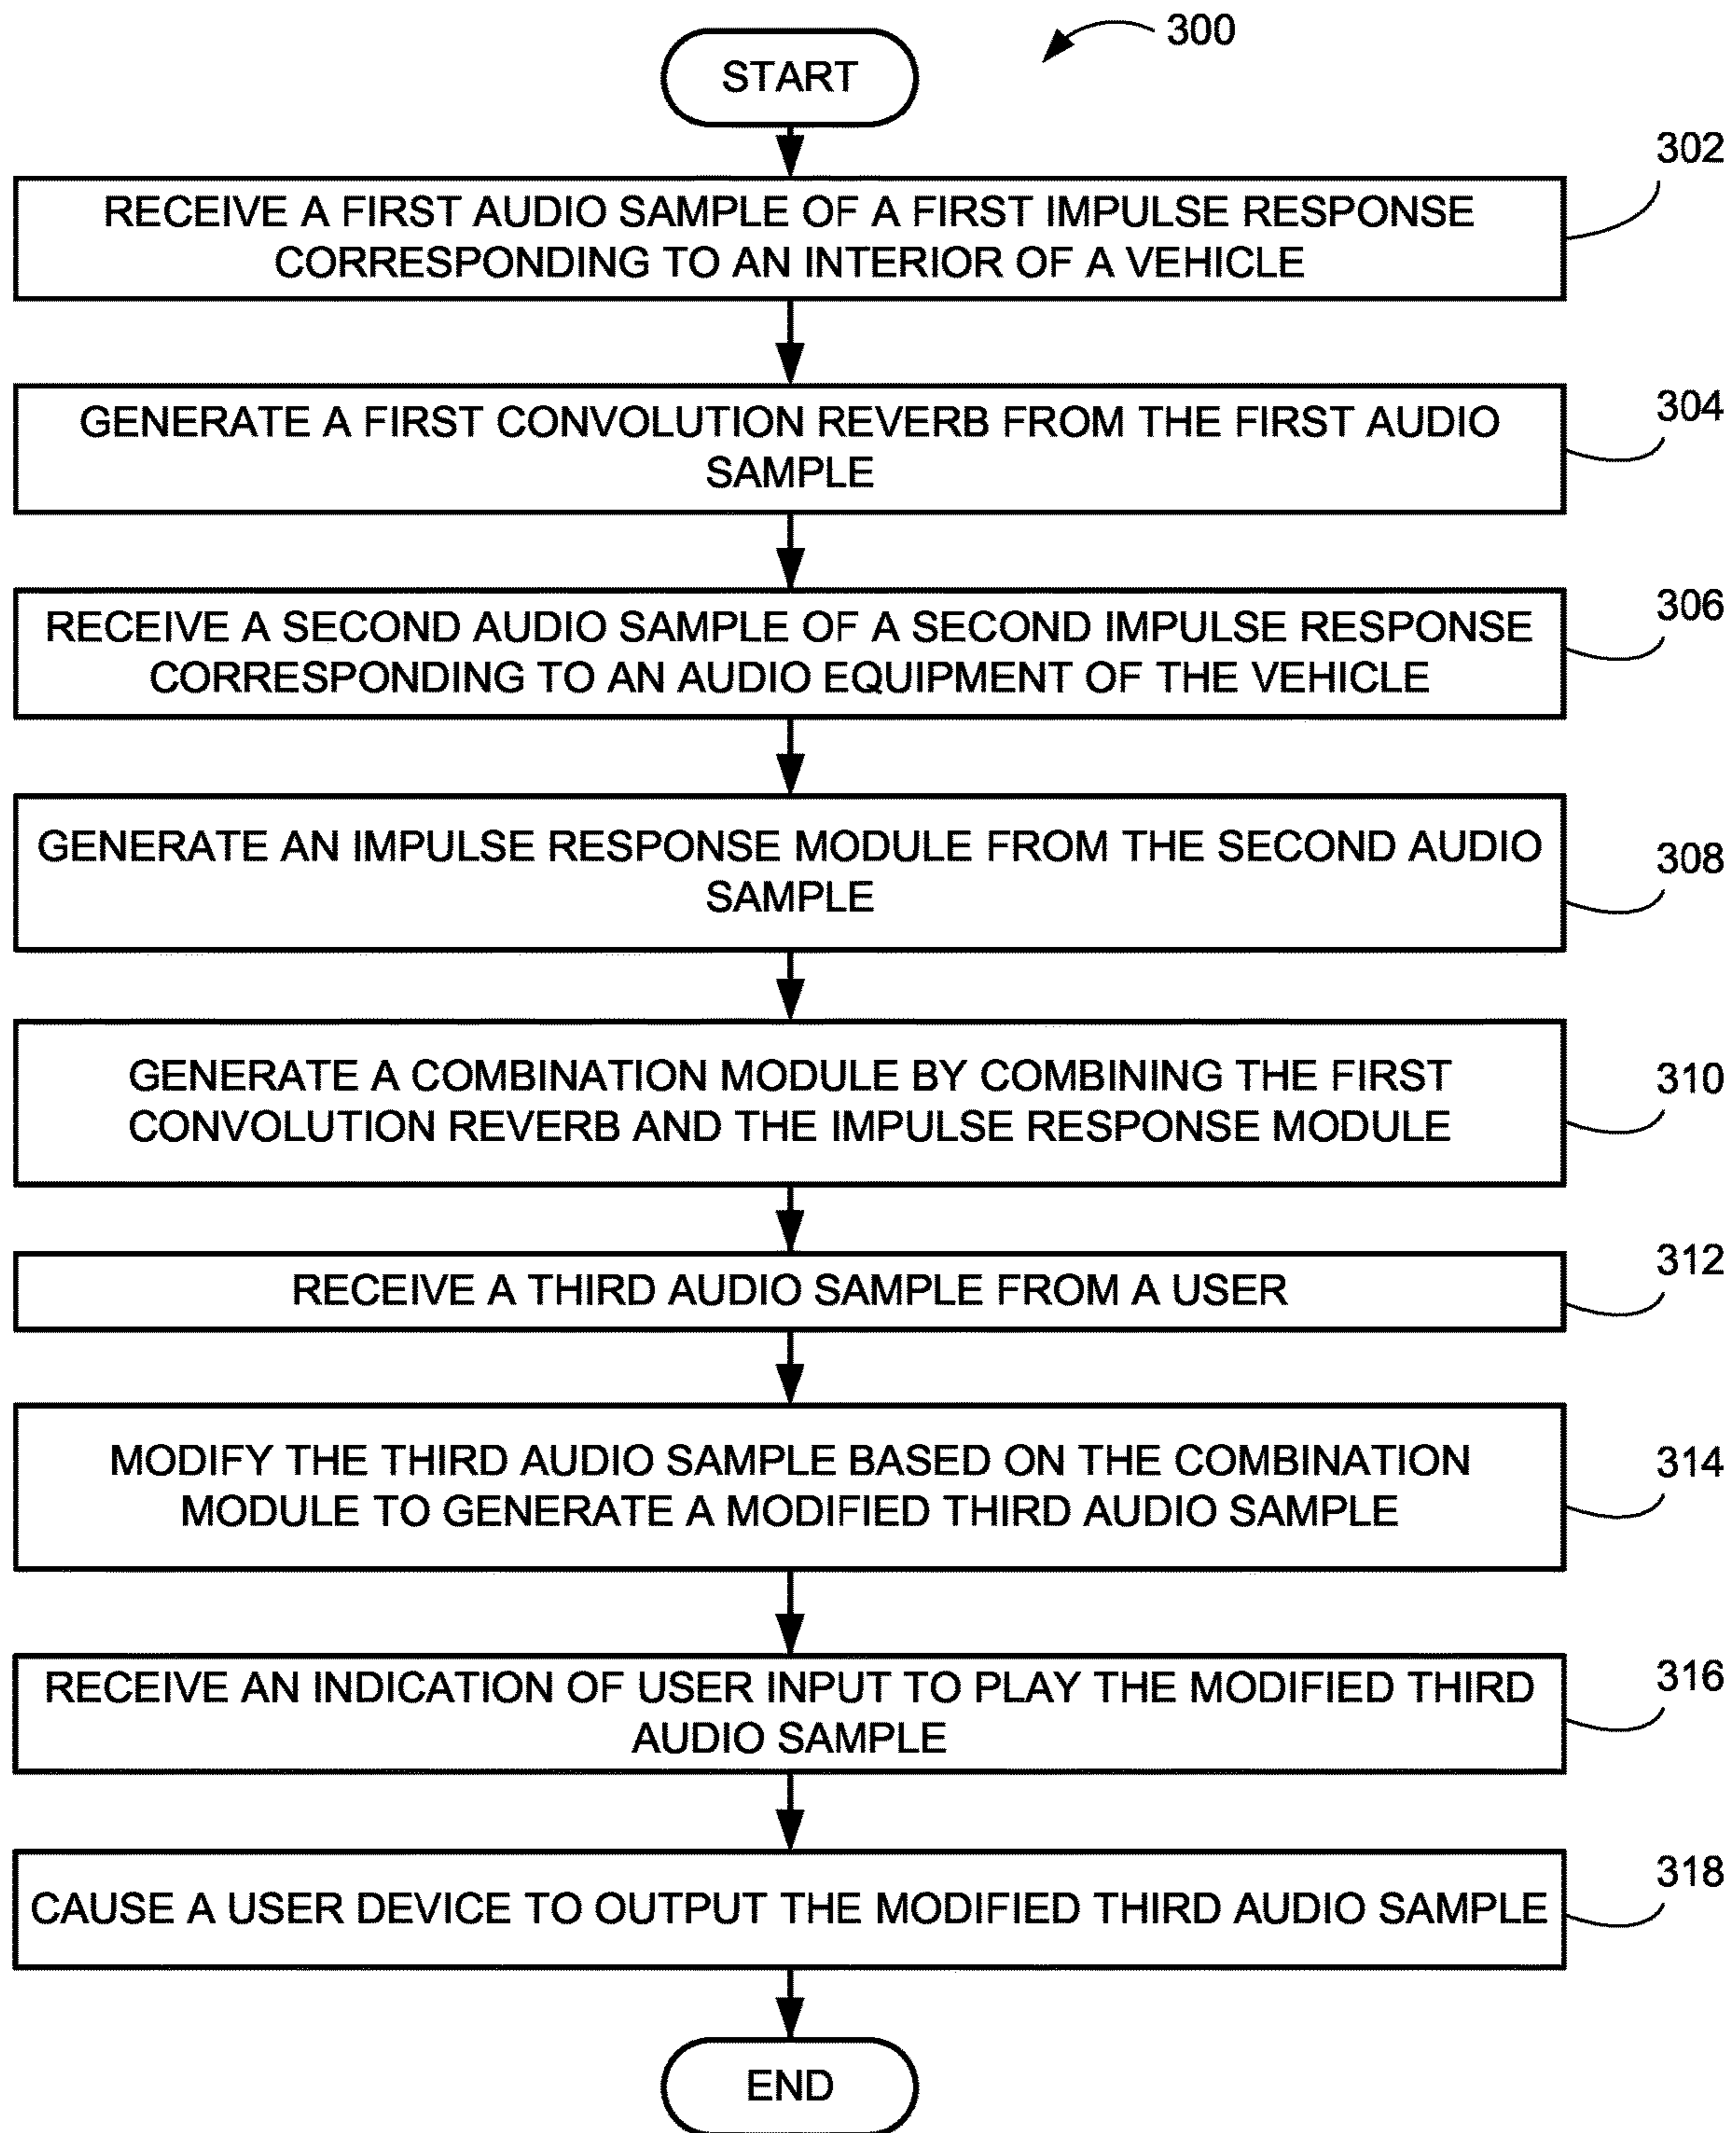 300
START
302
RECEIVE A FIRST AUDIO SAMPLE OF A FIRST IMPULSE RESPONSE
CORRESPONDING TO AN INTERIOR OF A VEHICLE
304
GENERATE A FIRST CONVOLUTION REVERB FROM THE FIRST AUDIO
SAMPLE
306
RECEIVE A SECOND AUDIO SAMPLE OF A SECOND IMPULSE RESPONSE
CORRESPONDING TO AN AUDIO EQUIPMENT OF THE VEHICLE
308
GENERATE AN IMPULSE RESPONSE MODULE FROM THE SECOND AUDIO
SAMPLE
310
GENERATE A COMBINATION MODULE BY COMBINING THE FIRST
CONVOLUTION REVERB AND THE IMPULSE RESPONSE MODULE
312
RECEIVE A THIRD AUDIO SAMPLE FROM A USER
314
MODIFY THE THIRD AUDIO SAMPLE BASED ON THE COMBINATION
MODULE TO GENERATE A MODIFIED THIRD AUDIO SAMPLE
316
RECEIVE AN INDICATION OF USER INPUT TO PLAY THE MODIFIED THIRD
AUDIO SAMPLE
318
CAUSE A USER DEVICE TO OUTPUT THE MODIFIED THIRD AUDIO SAMPLE
END